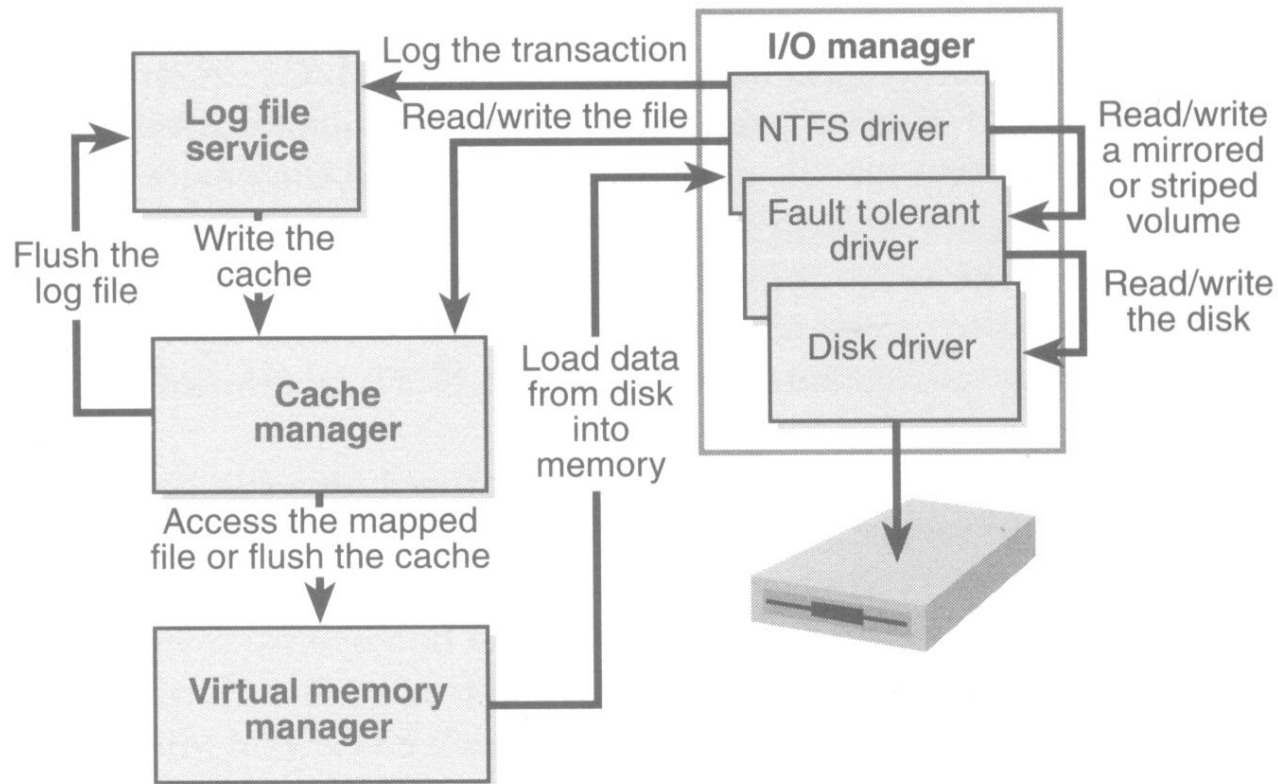 I/O manager
Log the transaction
Log file
service
Read/write the file
NTFS driver
Read/write
a mirrored
or striped
volume
Fault tolerant
driver
Flush the
log file
Write the
cache
Read/write
the disk
Disk driver
Load data
from disk
into
memory
Cache
manager
Access the mapped
file or flush the cache
Virtual memory
manager